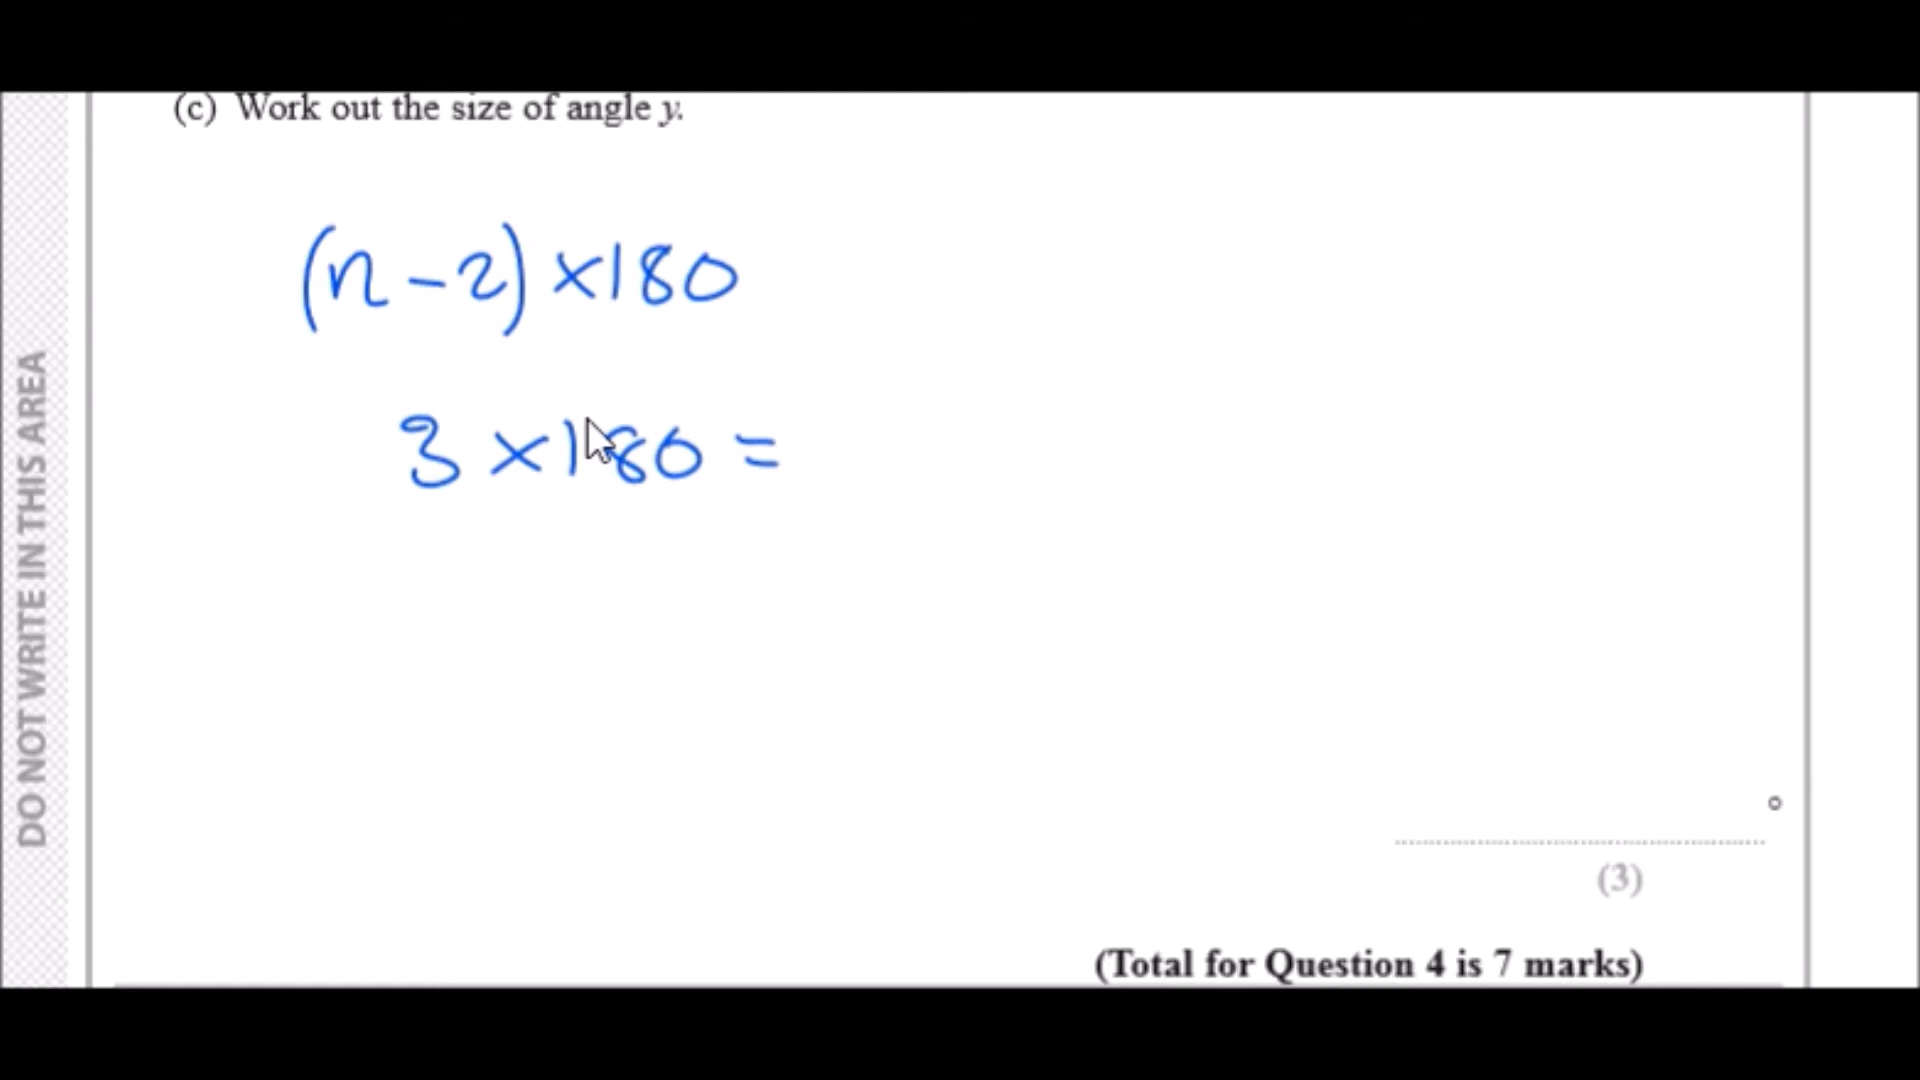 (c) Work out the size of angle y.
(n - 2) × 180
3 × 180 =
°
(3)
(Total for Question 4 is 7 marks)
DO NOT WRITE IN THIS AREA